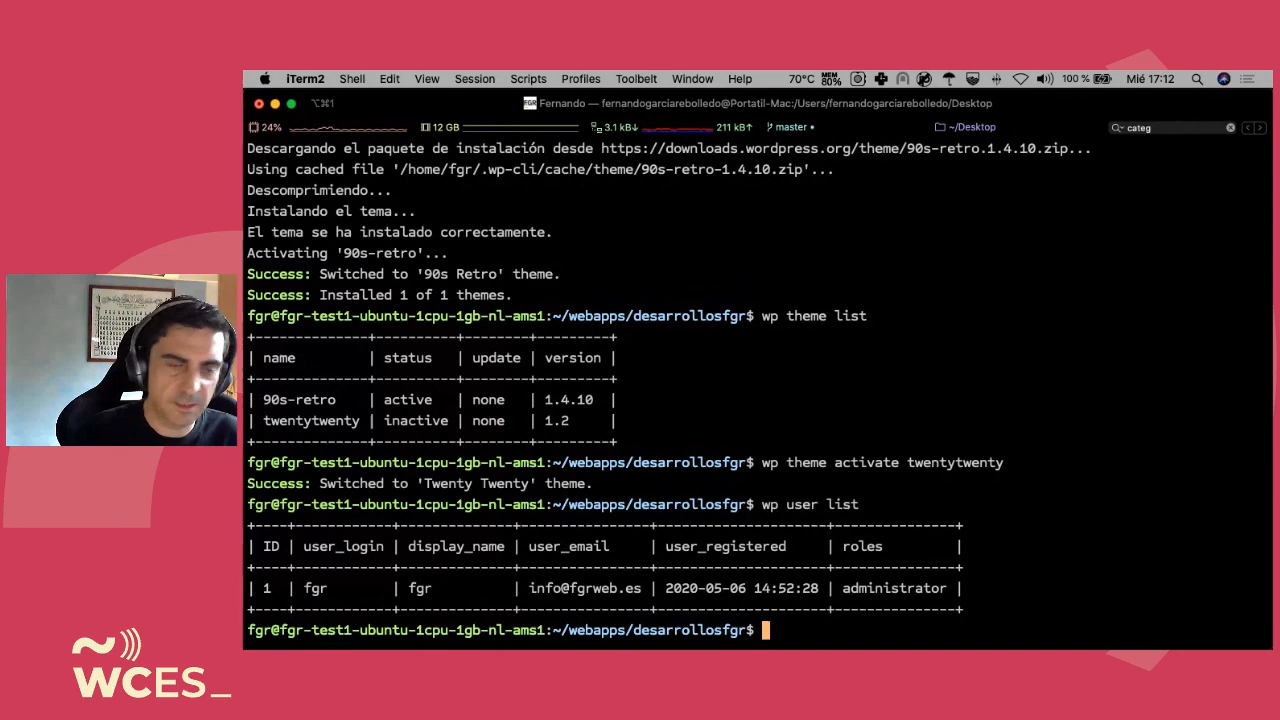 iTerm2 Shell Edit View Session Scripts Profiles Toolbelt Window Help 70°C MEM 80% 100 % Mié 17:12
⌥⌘1 FGR Fernando — fernandogarciarebolledo@Portatil-Mac:/Users/fernandogarciarebolledo/Desktop
24% 12 GB 3.1 kB↓ 211 kB↑ master • ~/Desktop categ
Descargando el paquete de instalación desde https://downloads.wordpress.org/theme/90s-retro.1.4.10.zip...
Using cached file '/home/fgr/.wp-cli/cache/theme/90s-retro-1.4.10.zip'...
Descomprimiendo...
Instalando el tema...
El tema se ha instalado correctamente.
Activating '90s-retro'...
Success: Switched to '90s Retro' theme.
Success: Installed 1 of 1 themes.
fgr@fgr-test1-ubuntu-1cpu-1gb-nl-ams1:~/webapps/desarrollosfgr$ wp theme list
+--------------+----------+--------+---------+
| name | status | update | version |
+--------------+----------+--------+---------+
| 90s-retro | active | none | 1.4.10 |
| twentytwenty | inactive | none | 1.2 |
+--------------+----------+--------+---------+
fgr@fgr-test1-ubuntu-1cpu-1gb-nl-ams1:~/webapps/desarrollosfgr$ wp theme activate twentytwenty
Success: Switched to 'Twenty Twenty' theme.
fgr@fgr-test1-ubuntu-1cpu-1gb-nl-ams1:~/webapps/desarrollosfgr$ wp user list
+----+------------+--------------+----------------+---------------------+---------------+
| ID | user_login | display_name | user_email | user_registered | roles |
+----+------------+--------------+----------------+---------------------+---------------+
| 1 | fgr | fgr | info@fgrweb.es | 2020-05-06 14:52:28 | administrator |
+----+------------+--------------+----------------+---------------------+---------------+
fgr@fgr-test1-ubuntu-1cpu-1gb-nl-ams1:~/webapps/desarrollosfgr$
WCES_